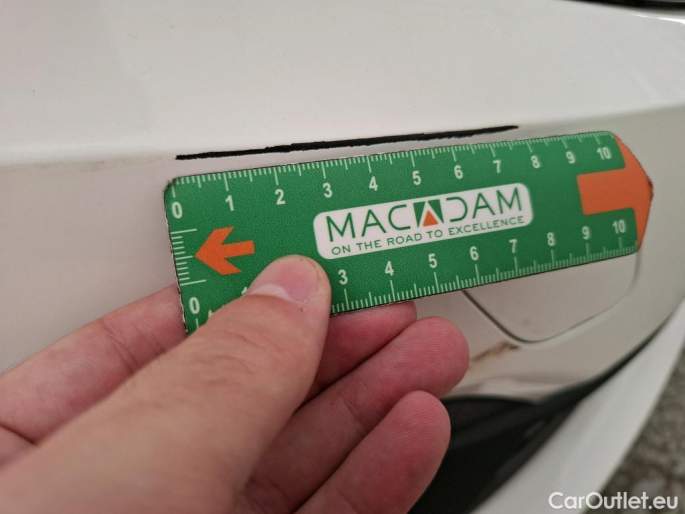 0 1 2 3 4 5 6 7 8 9 10
MACADAM
ON THE ROAD TO EXCELLENCE
0 3 4 5 6 7 8 9 10
CarOutlet.eu